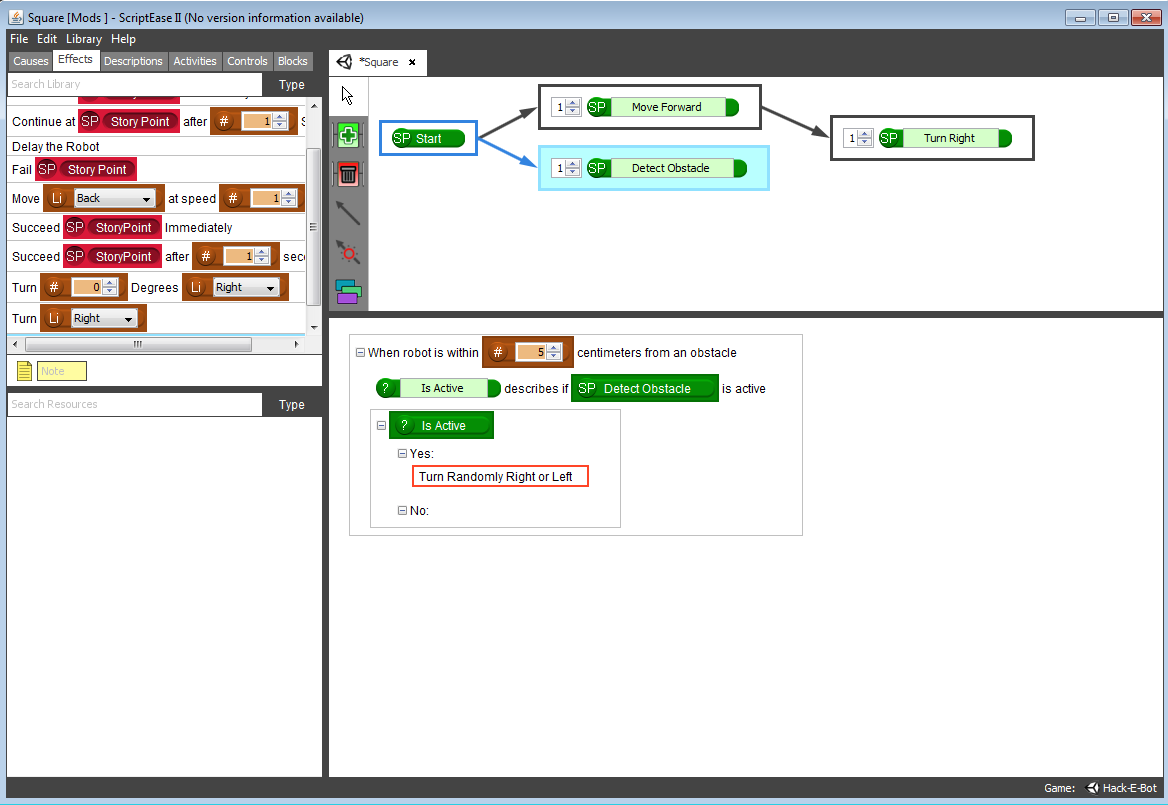 Square [Mods ] - ScriptEase II (No version information available)
File Edit Library Help
Causes Effects Descriptions Activities Controls Blocks
Search Library Type
Continue at SP Story Point after # 1 S
Delay the Robot
Fail SP Story Point
Move Li Back at speed # 1
Succeed SP StoryPoint Immediately
Succeed SP StoryPoint after # 1 sec
Turn # 0 Degrees Li Right
Turn Li Right
Note
Search Resources Type
*Square
SP Start
1 SP Move Forward
1 SP Detect Obstacle
1 SP Turn Right
When robot is within # 5 centimeters from an obstacle
? Is Active describes if SP Detect Obstacle is active
? Is Active
Yes:
Turn Randomly Right or Left
No:
Game: Hack-E-Bot